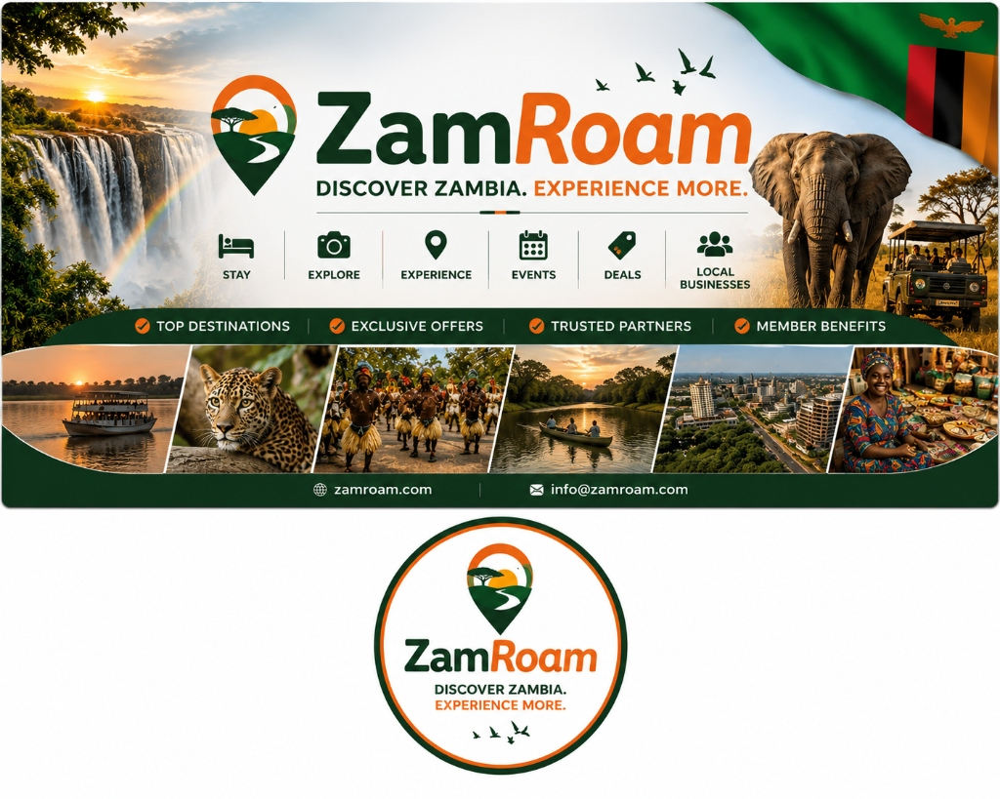 ZamRoam
DISCOVER ZAMBIA. EXPERIENCE MORE.
STAY
EXPLORE
EXPERIENCE
EVENTS
DEALS
LOCAL
BUSINESSES
TOP DESTINATIONS
EXCLUSIVE OFFERS
TRUSTED PARTNERS
MEMBER BENEFITS
zamroam.com
info@zamroam.com
ZamRoam
DISCOVER ZAMBIA.
EXPERIENCE MORE.